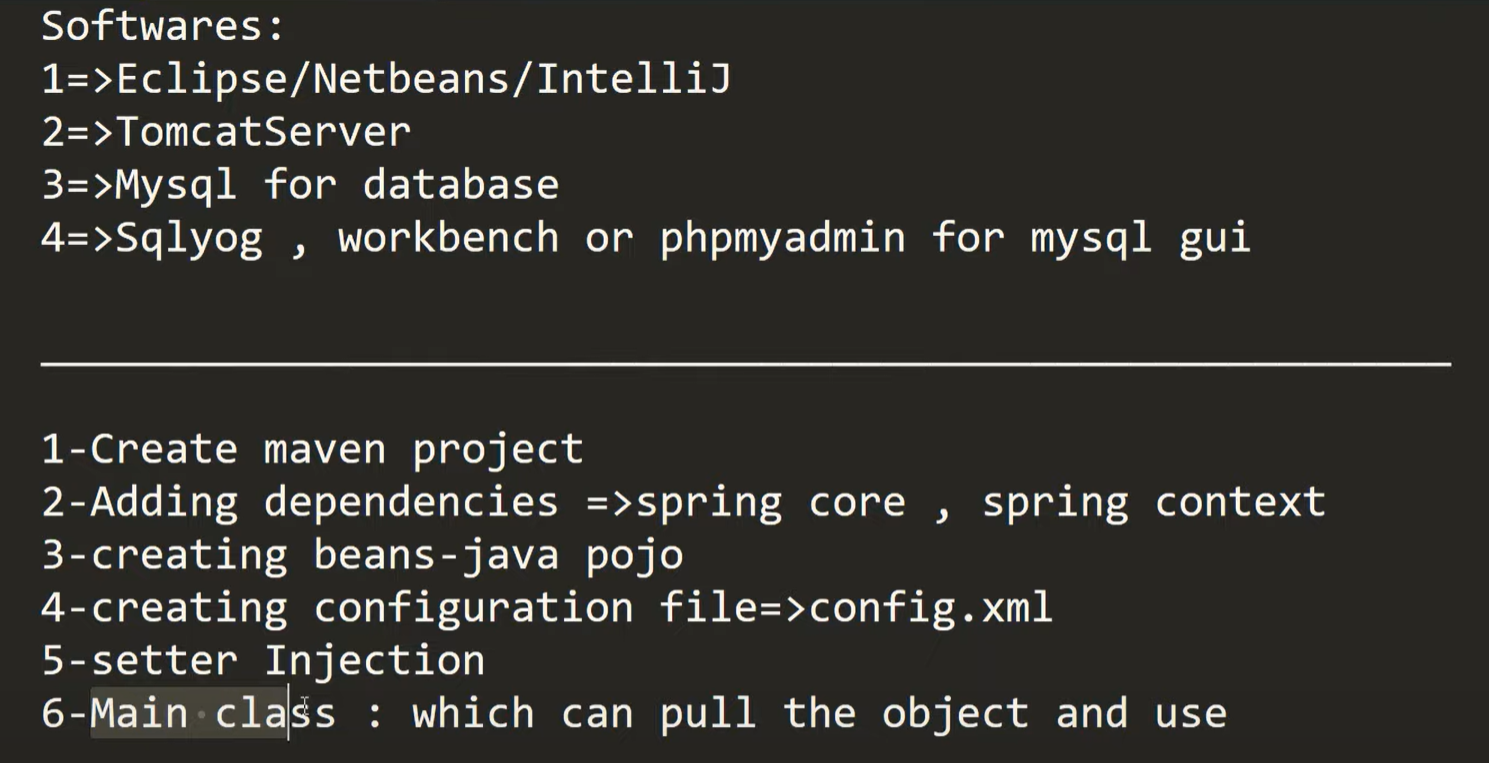 Softwares:
1=>Eclipse/Netbeans/IntelliJ
2=>TomcatServer
3=>Mysql for database
4=>Sqlyog , workbench or phpmyadmin for mysql gui
1-Create maven project
2-Adding dependencies =>spring core , spring context
3-creating beans-java pojo
4-creating configuration file=>config.xml
5-setter Injection
6-Main class : which can pull the object and use